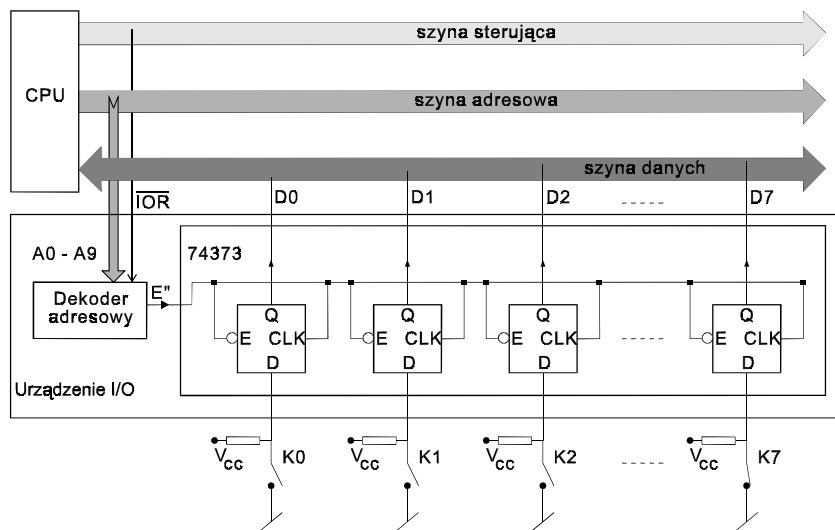 szyna sterująca
CPU
szyna adresowa
szyna danych
IOR
D0 D1 D2 D7
A0 - A9
74373
Dekoder
adresowy
E"
Q Q Q Q
E CLK E CLK E CLK E CLK
D D D D
Urządzenie I/O
VCC K0 VCC K1 VCC K2 VCC K7